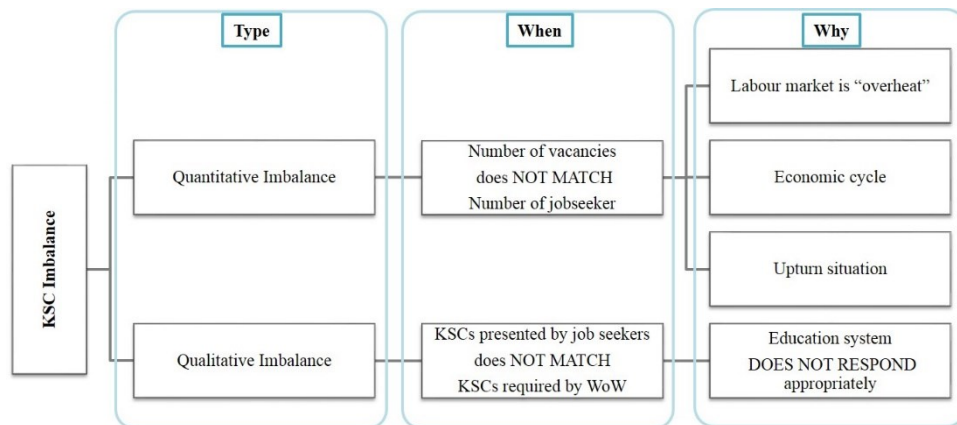 Type
When
Why
KSC Imbalance
Quantitative Imbalance
Number of vacancies
does NOT MATCH
Number of jobseeker
Labour market is “overheat”
Economic cycle
Upturn situation
Qualitative Imbalance
KSCs presented by job seekers
does NOT MATCH
KSCs required by WoW
Education system
DOES NOT RESPOND
appropriately